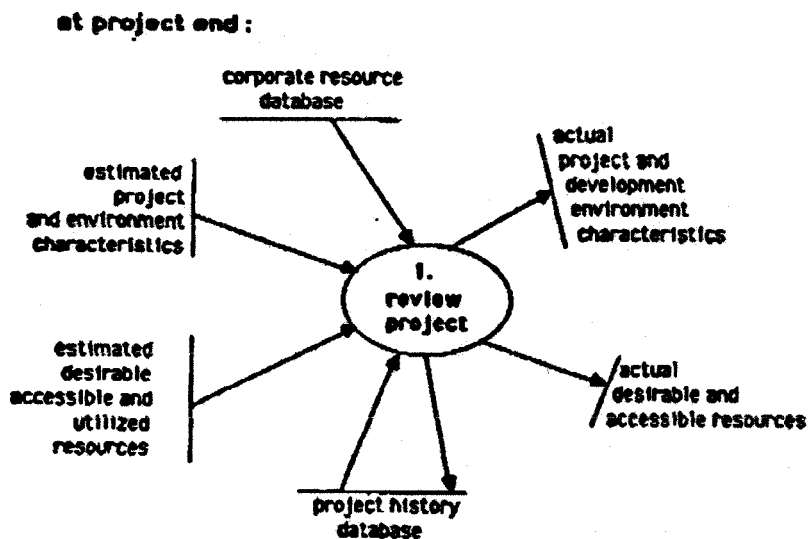 at project end :
corporate resource
database
estimated
project
and environment
characteristics
actual
project and
development
environment
characteristics
1.
review
project
estimated
desirable
accessible and
utilized
resources
actual
desirable and
accessible resources
project history
database